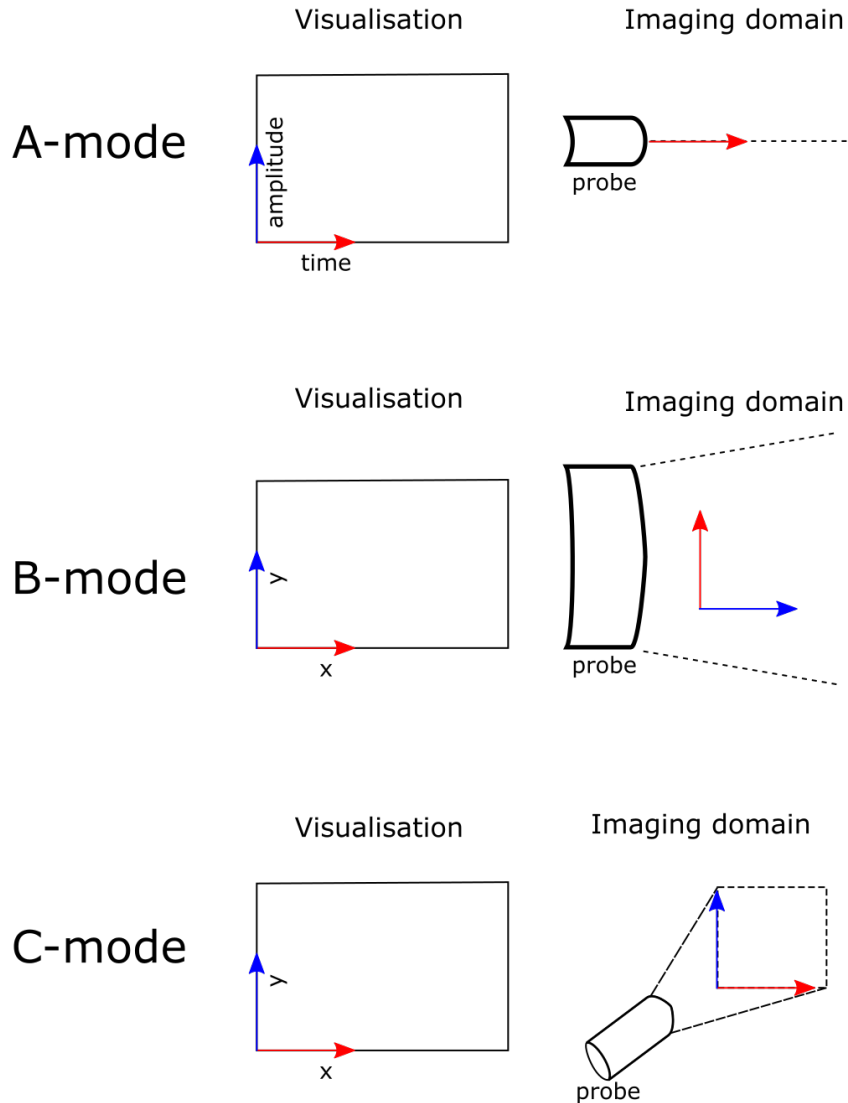 Visualisation
Imaging domain
A-mode
amplitude
time
probe
Visualisation
Imaging domain
B-mode
y
x
probe
Visualisation
Imaging domain
C-mode
y
x
probe